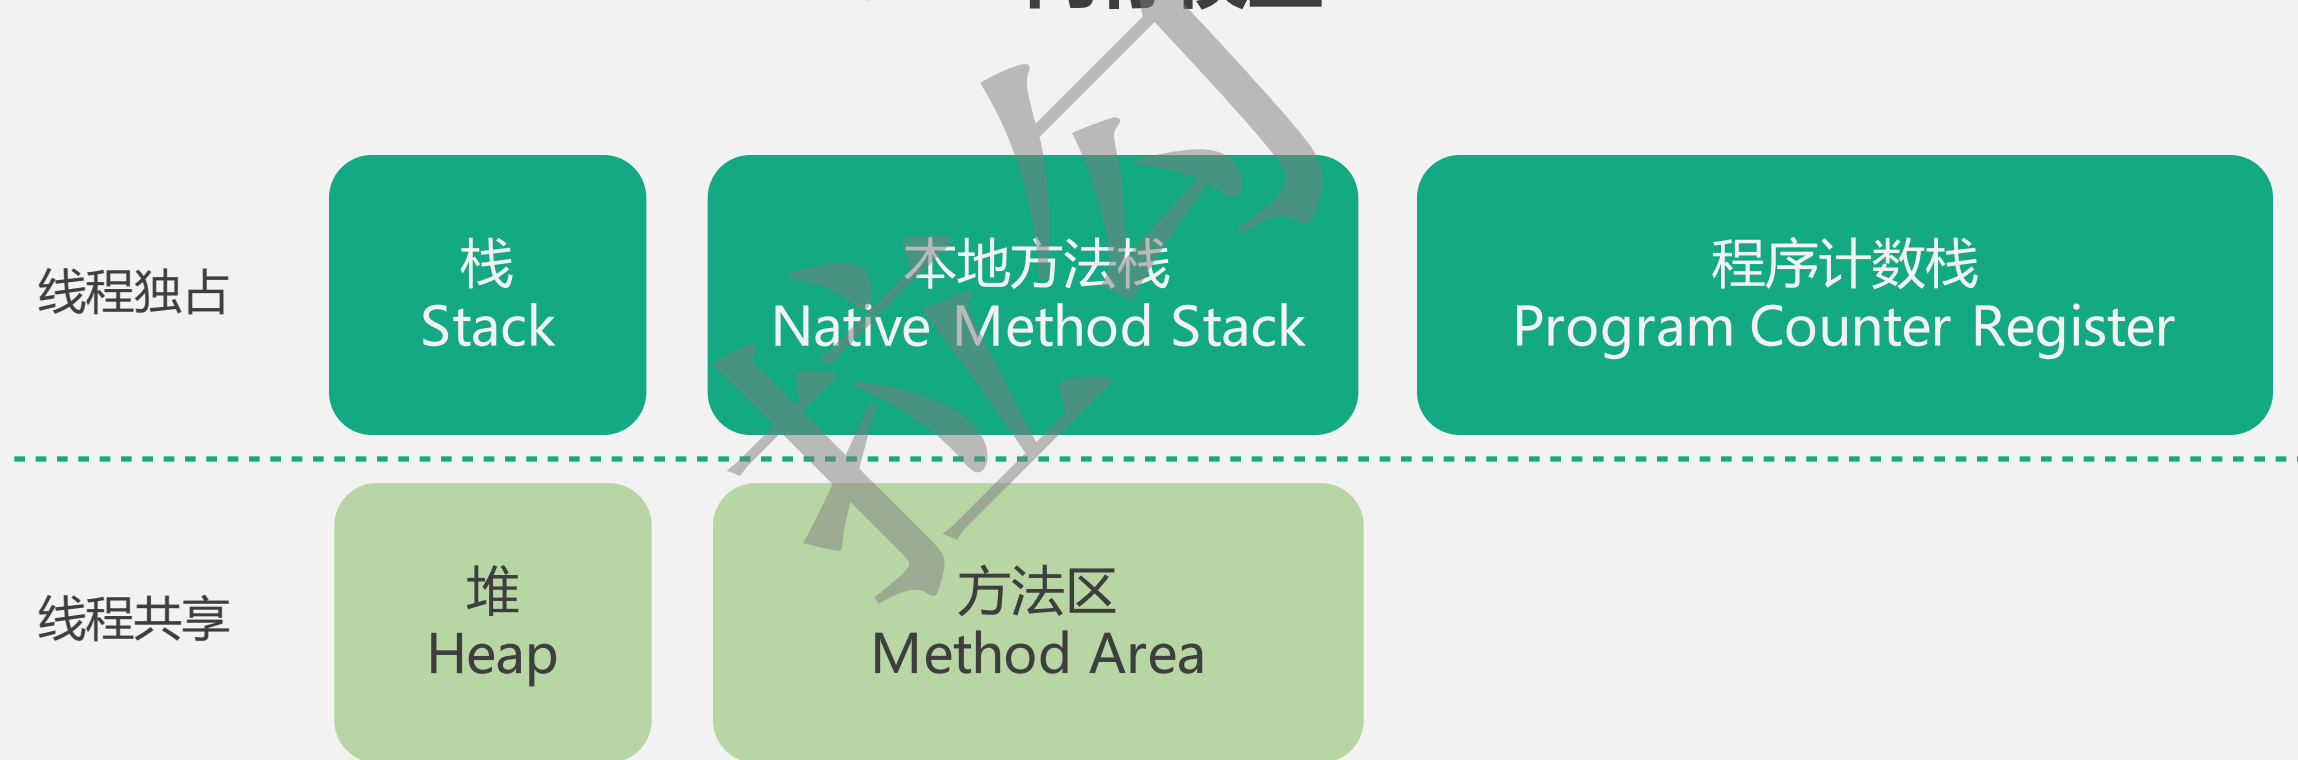 线程独占
栈
Stack
本地方法栈
Native Method Stack
程序计数栈
Program Counter Register
线程共享
堆
Heap
方法区
Method Area